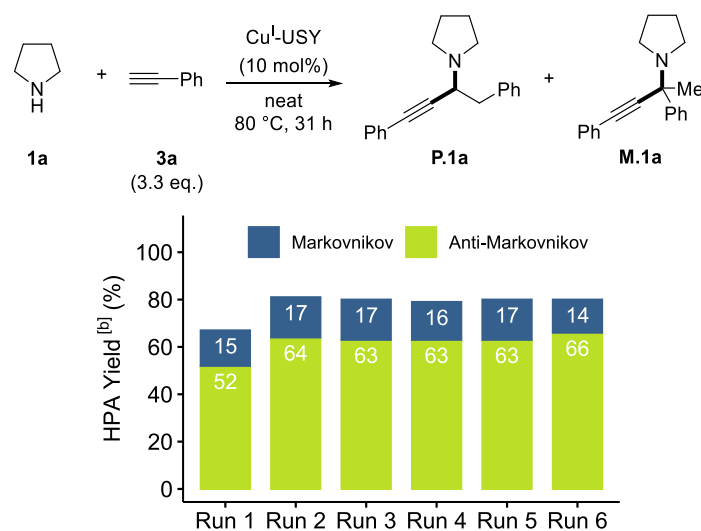 N
H
1a
+
Ph
3a
(3.3 eq.)
Cuᴵ-USY
(10 mol%)
neat
80 °C, 31 h
N
Ph
Ph
P.1a
+
N
Me
Ph
Ph
M.1a
HPA Yield [b] (%)
100
80
60
40
20
0
Markovnikov
Anti-Markovnikov
15
52
17
64
17
63
16
63
17
63
14
66
Run 1 Run 2 Run 3 Run 4 Run 5 Run 6